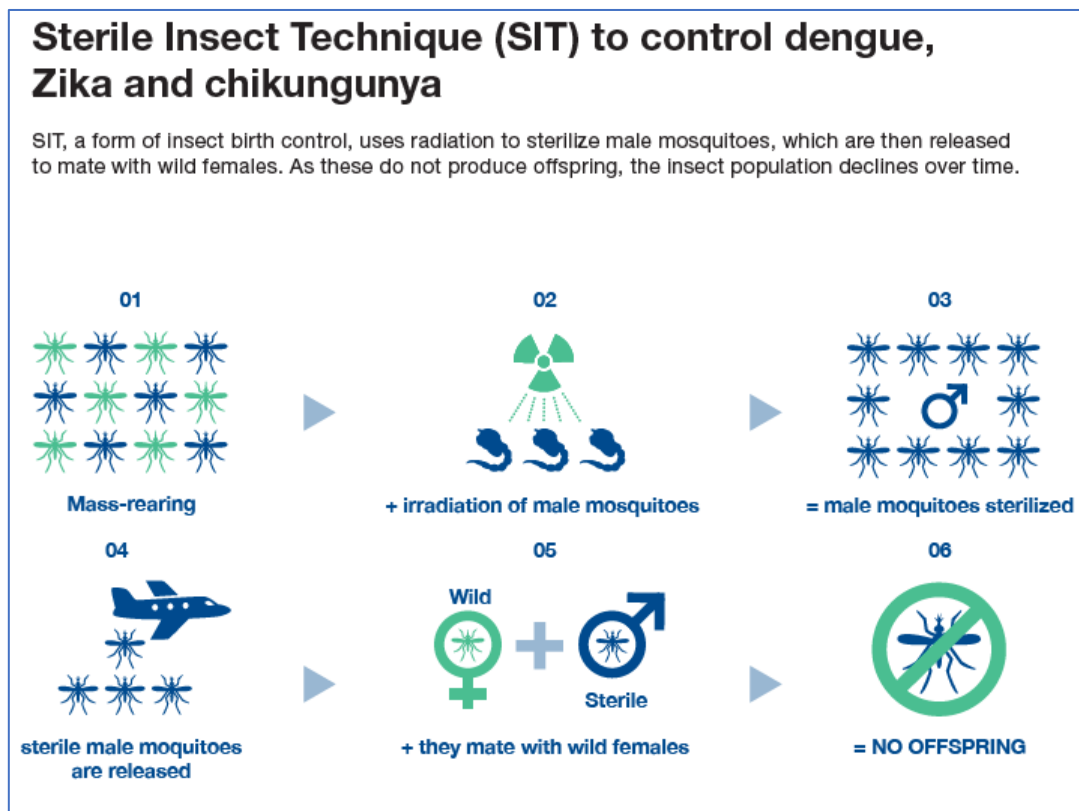 Sterile Insect Technique (SIT) to control dengue,
Zika and chikungunya
SIT, a form of insect birth control, uses radiation to sterilize male mosquitoes, which are then released
to mate with wild females. As these do not produce offspring, the insect population declines over time.
01
02
03
Mass-rearing
+ irradiation of male mosquitoes
= male moquitoes sterilized
04
05
06
Wild
Sterile
sterile male moquitoes
are released
+ they mate with wild females
= NO OFFSPRING